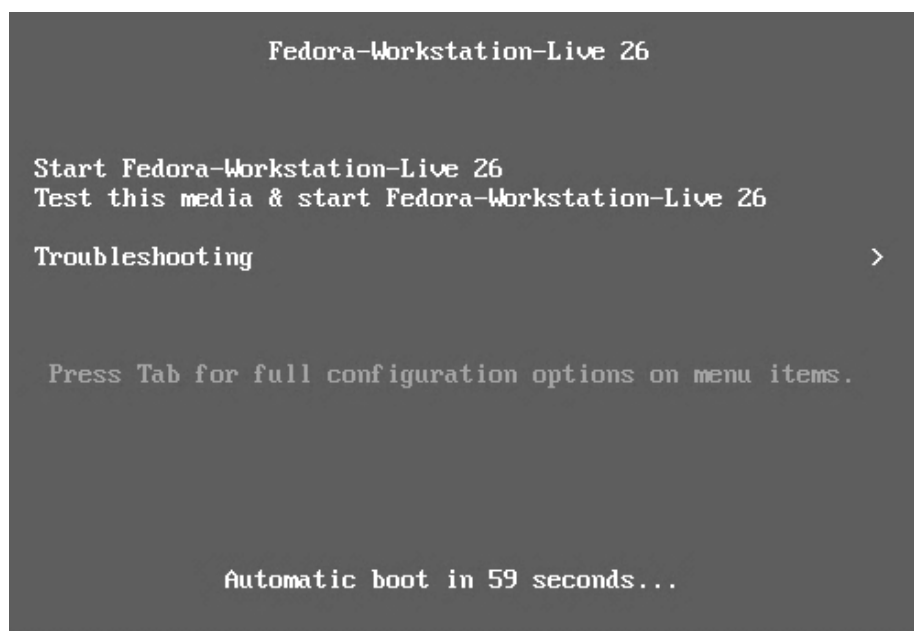 Fedora-Workstation-Live 26
Start Fedora-Workstation-Live 26
Test this media & start Fedora-Workstation-Live 26
Troubleshooting >
Press Tab for full configuration options on menu items.
Automatic boot in 59 seconds...